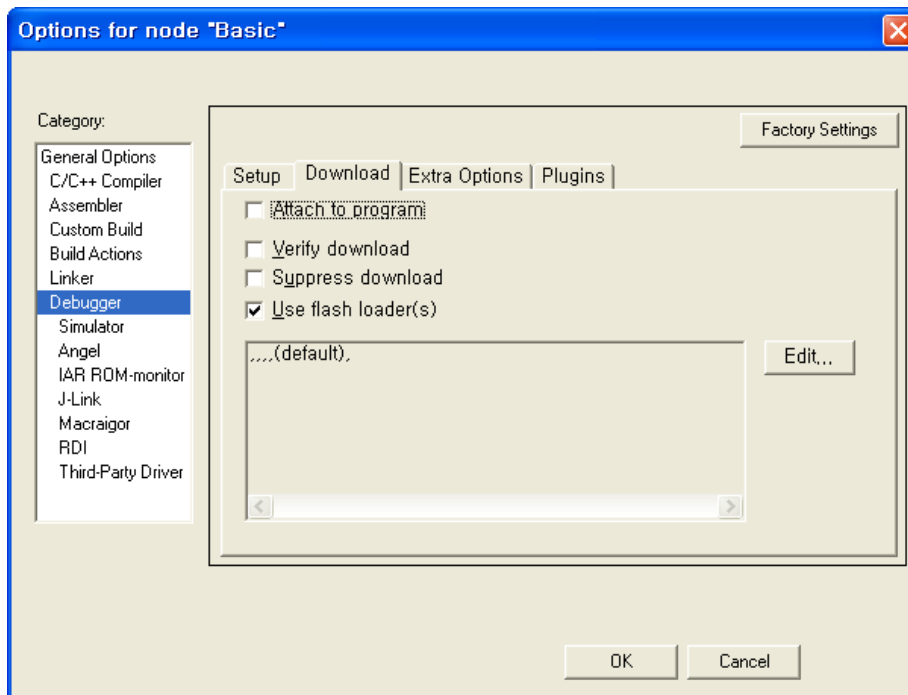 Options for node "Basic"
Category:
Factory Settings
General Options
C/C++ Compiler
Assembler
Custom Build
Build Actions
Linker
Debugger
Simulator
Angel
IAR ROM-monitor
J-Link
Macraigor
RDI
Third-Party Driver
Setup Download Extra Options Plugins
Attach to program
Verify download
Suppress download
Use flash loader(s)
,,,,(default),
Edit...
OK Cancel